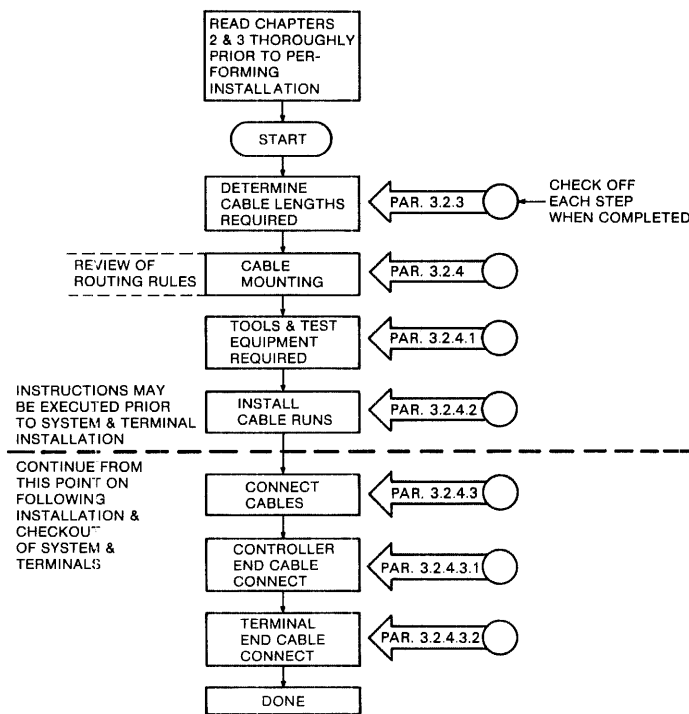 READ CHAPTERS
2 & 3 THOROUGHLY
PRIOR TO PER-
FORMING
INSTALLATION
START
DETERMINE
CABLE LENGTHS
REQUIRED
PAR. 3.2.3
CHECK OFF
EACH STEP
WHEN COMPLETED
REVIEW OF
ROUTING RULES
CABLE
MOUNTING
PAR. 3.2.4
TOOLS & TEST
EQUIPMENT
REQUIRED
PAR. 3.2.4.1
INSTRUCTIONS MAY
BE EXECUTED PRIOR
TO SYSTEM & TERMINAL
INSTALLATION
INSTALL
CABLE RUNS
PAR. 3.2.4.2
CONTINUE FROM
THIS POINT ON
FOLLOWING
INSTALLATION &
CHECKOUT
OF SYSTEM &
TERMINALS
CONNECT
CABLES
PAR. 3.2.4.3
CONTROLLER
END CABLE
CONNECT
PAR. 3.2.4.3.1
TERMINAL
END CABLE
CONNECT
PAR. 3.2.4.3.2
DONE